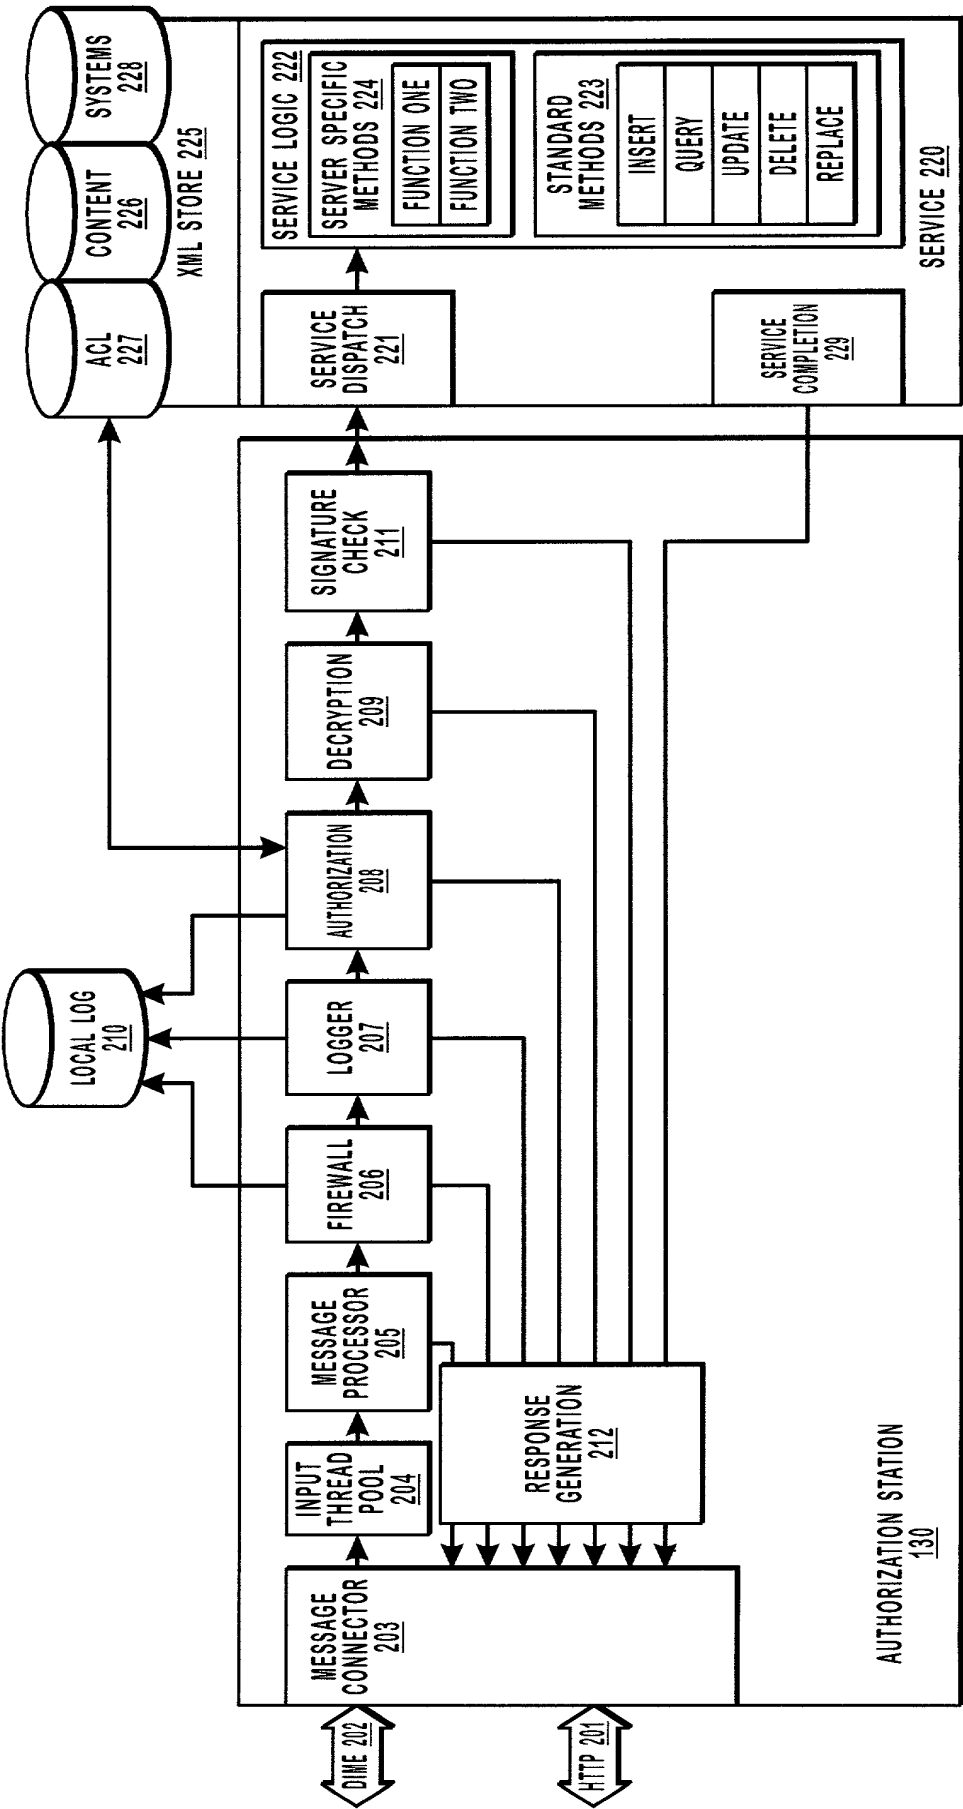 LOCAL LOG
210
ACL
227
CONTENT
226
SYSTEMS
228
XML STORE 225
DIME 202
HTTP 201
MESSAGE
CONNECTOR
203
INPUT
THREAD
POOL
204
MESSAGE
PROCESSOR
205
FIREWALL
206
LOGGER
207
AUTHORIZATION
208
DECRYPTION
209
SIGNATURE
CHECK
211
RESPONSE
GENERATION
212
AUTHORIZATION STATION
130
SERVICE
DISPATCH
221
SERVICE LOGIC 222
SERVER SPECIFIC
METHODS 224
FUNCTION ONE
FUNCTION TWO
STANDARD
METHODS 223
INSERT
QUERY
UPDATE
DELETE
REPLACE
SERVICE
COMPLETION
229
SERVICE 220